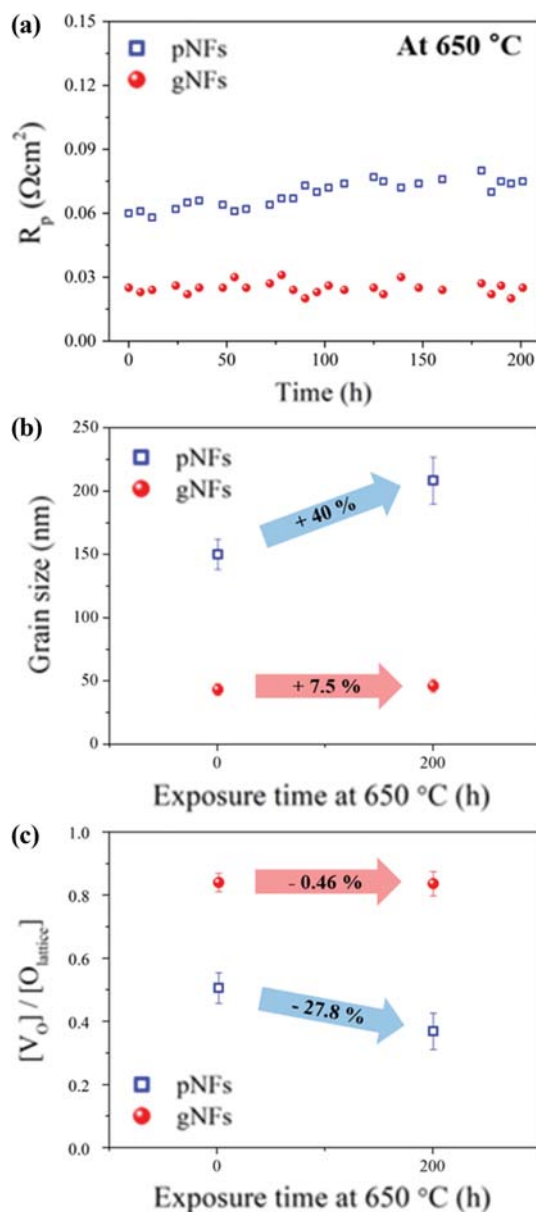 (a)
pNFs
gNFs
At 650 °C
0.15
0.12
0.09
0.06
0.03
0.00
R_p (Ωcm²)
0 50 100 150 200
Time (h)
(b)
pNFs
gNFs
250
200
150
100
50
0
Grain size (nm)
+ 40 %
+ 7.5 %
0 200
Exposure time at 650 °C (h)
(c)
1.0
0.8
0.6
0.4
0.2
0.0
[V_O] / [O_lattice]
- 0.46 %
- 27.8 %
pNFs
gNFs
0 200
Exposure time at 650 °C (h)